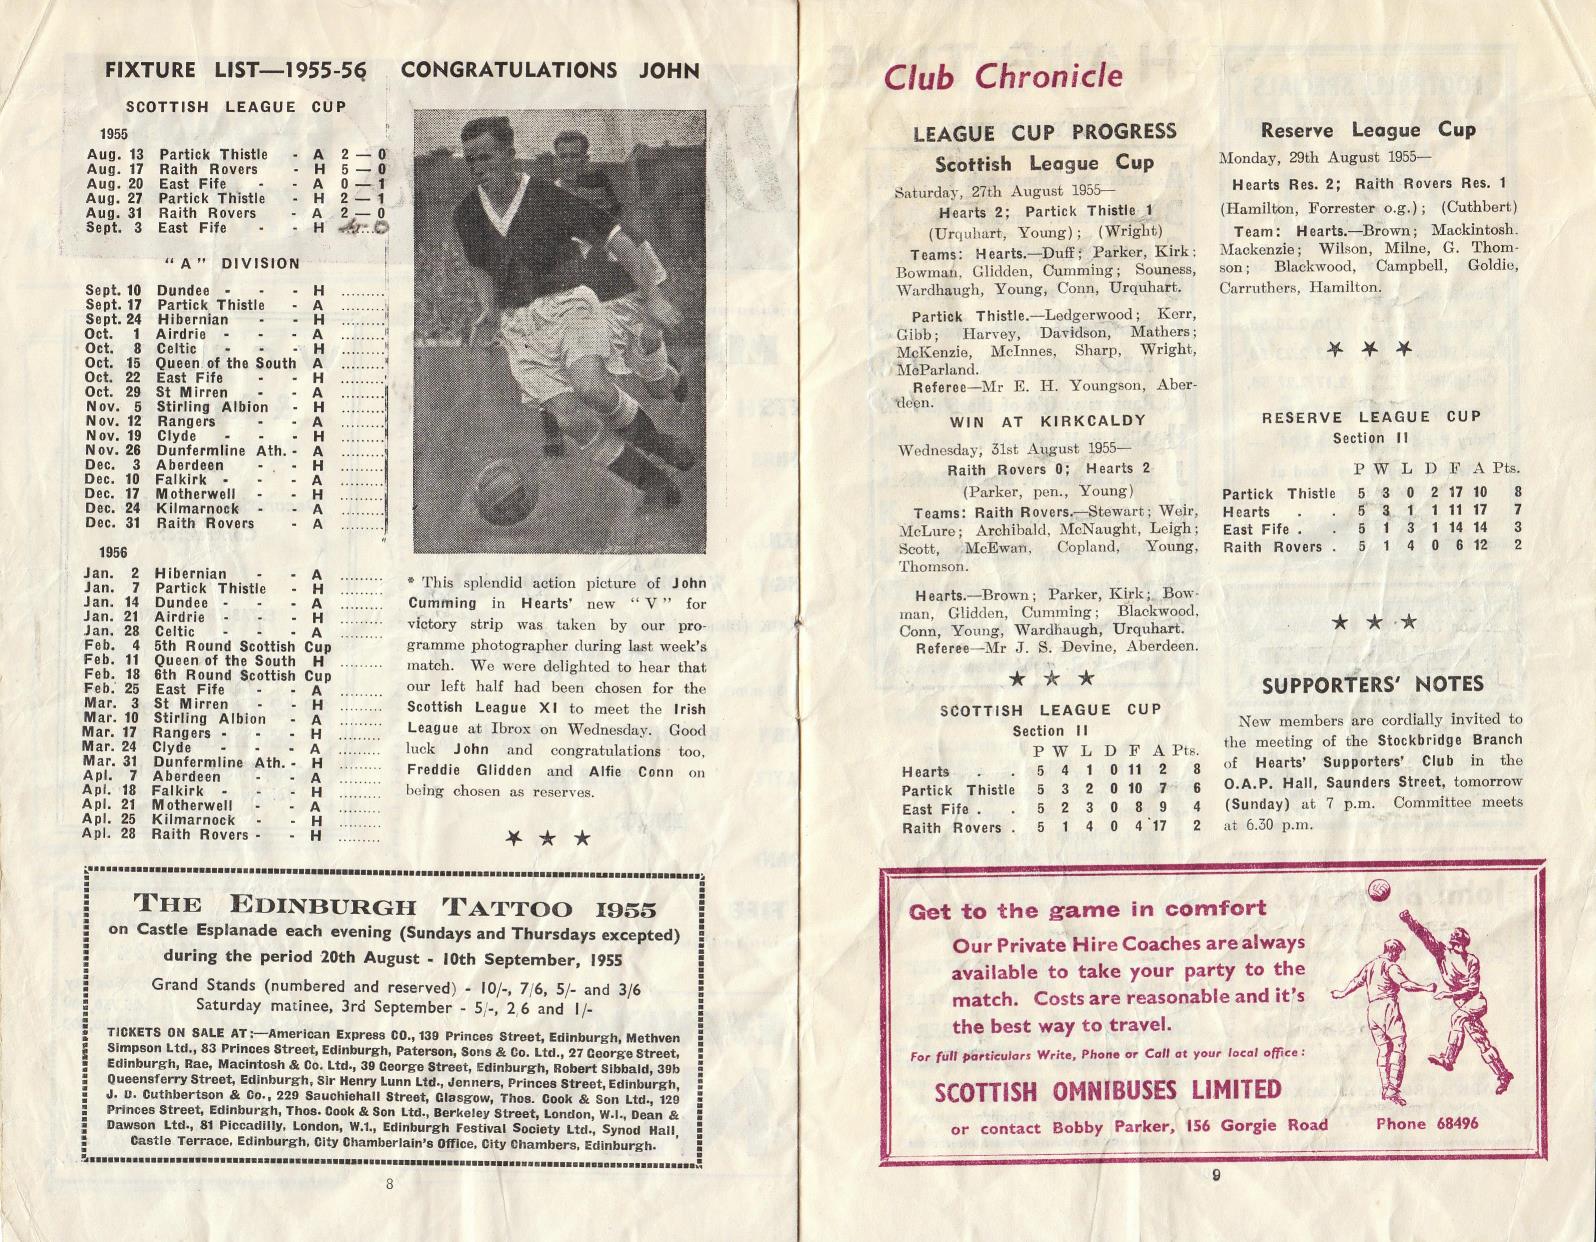 FIXTURE LIST—1955-56
SCOTTISH LEAGUE CUP
1955
Aug. 13 Partick Thistle - A 2 — 0
Aug. 17 Raith Rovers - H 5 — 0
Aug. 20 East Fife - - A 0 — 1
Aug. 27 Partick Thistle - H 2 — 1
Aug. 31 Raith Rovers - A 2 — 0
Sept. 3 East Fife - - H
"A" DIVISION
Sept. 10 Dundee - - - H .........
Sept. 17 Partick Thistle - A .........
Sept. 24 Hibernian - - H .........
Oct. 1 Airdrie - - - A .........
Oct. 8 Celtic - - - H .........
Oct. 15 Queen of the South A .........
Oct. 22 East Fife - - H .........
Oct. 29 St Mirren - - A .........
Nov. 5 Stirling Albion - H .........
Nov. 12 Rangers - - A .........
Nov. 19 Clyde - - - H .........
Nov. 26 Dunfermline Ath. - A .........
Dec. 3 Aberdeen - - H .........
Dec. 10 Falkirk - - - A .........
Dec. 17 Motherwell - - H .........
Dec. 24 Kilmarnock - - A .........
Dec. 31 Raith Rovers - A .........
1956
Jan. 2 Hibernian - - A .........
Jan. 7 Partick Thistle - H .........
Jan. 14 Dundee - - - A .........
Jan. 21 Airdrie - - - H .........
Jan. 28 Celtic - - - A .........
Feb. 4 5th Round Scottish Cup
Feb. 11 Queen of the South H .........
Feb. 18 6th Round Scottish Cup
Feb. 25 East Fife - - A .........
Mar. 3 St Mirren - - H .........
Mar. 10 Stirling Albion - A .........
Mar. 17 Rangers - - - H .........
Mar. 24 Clyde - - - A .........
Mar. 31 Dunfermline Ath. - H .........
Apl. 7 Aberdeen - - A .........
Apl. 18 Falkirk - - - H .........
Apl. 21 Motherwell - - A .........
Apl. 25 Kilmarnock - - H .........
Apl. 28 Raith Rovers - - H .........
CONGRATULATIONS JOHN
* This splendid action picture of John
Cumming in Hearts' new "V" for
victory strip was taken by our pro-
gramme photographer during last week's
match. We were delighted to hear that
our left half had been chosen for the
Scottish League XI to meet the Irish
League at Ibrox on Wednesday. Good
luck John and congratulations too,
Freddie Glidden and Alfie Conn on
being chosen as reserves.
THE EDINBURGH TATTOO 1955
on Castle Esplanade each evening (Sundays and Thursdays excepted)
during the period 20th August - 10th September, 1955
Grand Stands (numbered and reserved) - 10/-, 7/6, 5/- and 3/6
Saturday matinee, 3rd September - 5/-, 2/6 and 1/-
TICKETS ON SALE AT:—American Express CO., 139 Princes Street, Edinburgh, Methven
Simpson Ltd., 83 Princes Street, Edinburgh, Paterson, Sons & Co. Ltd., 27 George Street,
Edinburgh, Rae, Macintosh & Co. Ltd., 39 George Street, Edinburgh, Robert Sibbald, 39b
Queensferry Street, Edinburgh, Sir Henry Lunn Ltd., Jenners, Princes Street, Edinburgh,
J. D. Cuthbertson & Co., 229 Sauchiehall Street, Glasgow, Thos. Cook & Son Ltd., 129
Princes Street, Edinburgh, Thos. Cook & Son Ltd., Berkeley Street, London, W.I., Dean &
Dawson Ltd., 81 Piccadilly, London, W.1., Edinburgh Festival Society Ltd., Synod Hall,
Castle Terrace, Edinburgh, City Chamberlain's Office, City Chambers, Edinburgh.
8
Club Chronicle
LEAGUE CUP PROGRESS
Scottish League Cup
Saturday, 27th August 1955—
Hearts 2; Partick Thistle 1
(Urquhart, Young); (Wright)
Teams: Hearts.—Duff; Parker, Kirk;
Bowman, Glidden, Cumming; Souness,
Wardhaugh, Young, Conn, Urquhart.
Partick Thistle.—Ledgerwood; Kerr,
Gibb; Harvey, Davidson, Mathers;
McKenzie, McInnes, Sharp, Wright,
McParland.
Referee—Mr E. H. Youngson, Aber-
deen.
WIN AT KIRKCALDY
Wednesday, 31st August 1955—
Raith Rovers 0; Hearts 2
(Parker, pen., Young)
Teams: Raith Rovers.—Stewart; Weir,
McLure; Archibald, McNaught, Leigh;
Scott, McEwan, Copland, Young,
Thomson.
Hearts.—Brown; Parker, Kirk; Bow-
man, Glidden, Cumming; Blackwood,
Conn, Young, Wardhaugh, Urquhart.
Referee—Mr J. S. Devine, Aberdeen.
SCOTTISH LEAGUE CUP
Section II
P W L D F A Pts.
Hearts . . 5 4 1 0 11 2 8
Partick Thistle 5 3 2 0 10 7 6
East Fife . . 5 2 3 0 8 9 4
Raith Rovers . 5 1 4 0 4 17 2
Reserve League Cup
Monday, 29th August 1955—
Hearts Res. 2; Raith Rovers Res. 1
(Hamilton, Forrester o.g.); (Cuthbert)
Team: Hearts.—Brown; Mackintosh.
Mackenzie; Wilson, Milne, G. Thom-
son; Blackwood, Campbell, Goldie,
Carruthers, Hamilton.
RESERVE LEAGUE CUP
Section II
P W L D F A Pts.
Partick Thistle 5 3 0 2 17 10 8
Hearts . . 5 3 1 1 11 17 7
East Fife . . 5 1 3 1 14 14 3
Raith Rovers . 5 1 4 0 6 12 2
SUPPORTERS' NOTES
New members are cordially invited to
the meeting of the Stockbridge Branch
of Hearts' Supporters' Club in the
O.A.P. Hall, Saunders Street, tomorrow
(Sunday) at 7 p.m. Committee meets
at 6.30 p.m.
Get to the game in comfort
Our Private Hire Coaches are always
available to take your party to the
match. Costs are reasonable and it's
the best way to travel.
For full particulars Write, Phone or Call at your local office:
SCOTTISH OMNIBUSES LIMITED
or contact Bobby Parker, 156 Gorgie Road Phone 68496
9